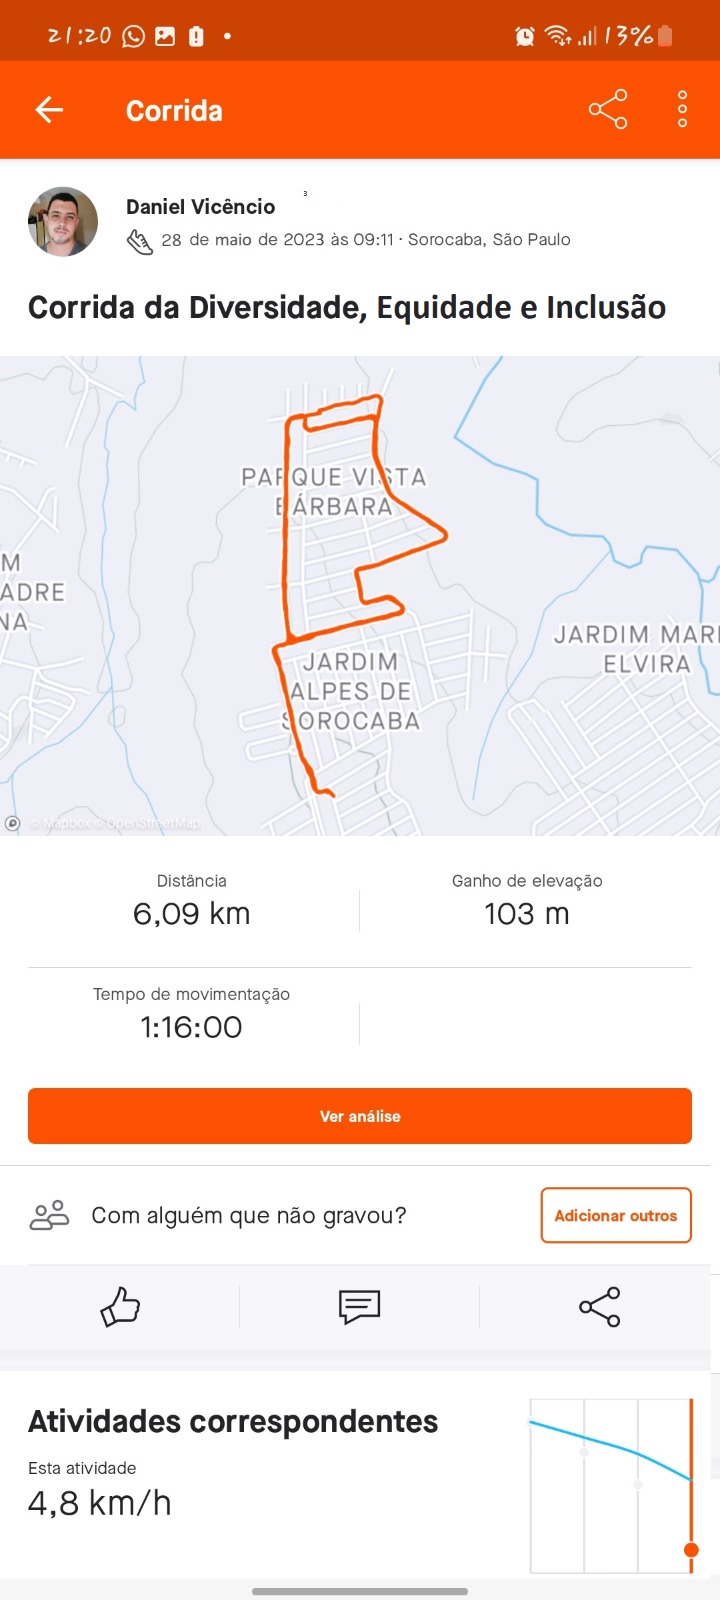 21:20
13%
Corrida
Daniel Vicêncio
3
28 de maio de 2023 às 09:11 · Sorocaba, São Paulo
Corrida da Diversidade, Equidade e Inclusão
PARQUE VISTA
BÁRBARA
M
ADRE
NA
JARDIM MARI
ELVIRA
JARDIM
ALPES DE
SOROCABA
© Mapbox © OpenStreetMap
Distância
6,09 km
Ganho de elevação
103 m
Tempo de movimentação
1:16:00
Ver análise
Com alguém que não gravou?
Adicionar outros
Atividades correspondentes
Esta atividade
4,8 km/h